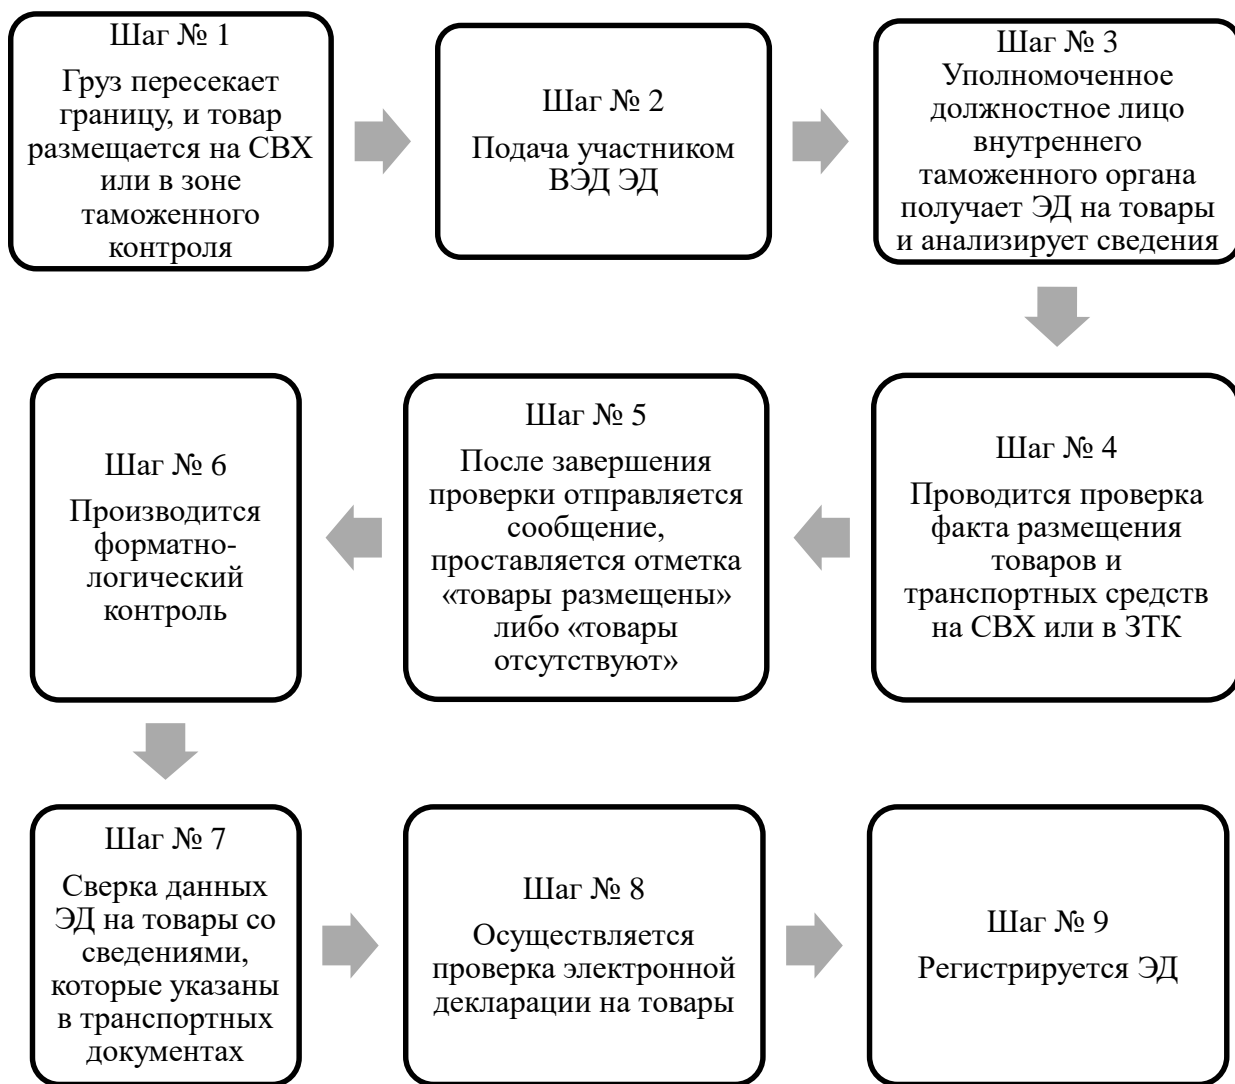 Шаг № 1
Груз пересекает
границу, и товар
размещается на СВХ
или в зоне
таможенного
контроля
Шаг № 2
Подача участником
ВЭД ЭД
Шаг № 3
Уполномоченное
должностное лицо
внутреннего
таможенного органа
получает ЭД на товары
и анализирует сведения
Шаг № 4
Проводится проверка
факта размещения
товаров и
транспортных средств
на СВХ или в ЗТК
Шаг № 5
После завершения
проверки отправляется
сообщение,
проставляется отметка
«товары размещены»
либо «товары
отсутствуют»
Шаг № 6
Производится
форматно-
логический
контроль
Шаг № 7
Сверка данных
ЭД на товары со
сведениями,
которые указаны
в транспортных
документах
Шаг № 8
Осуществляется
проверка электронной
декларации на товары
Шаг № 9
Регистрируется ЭД